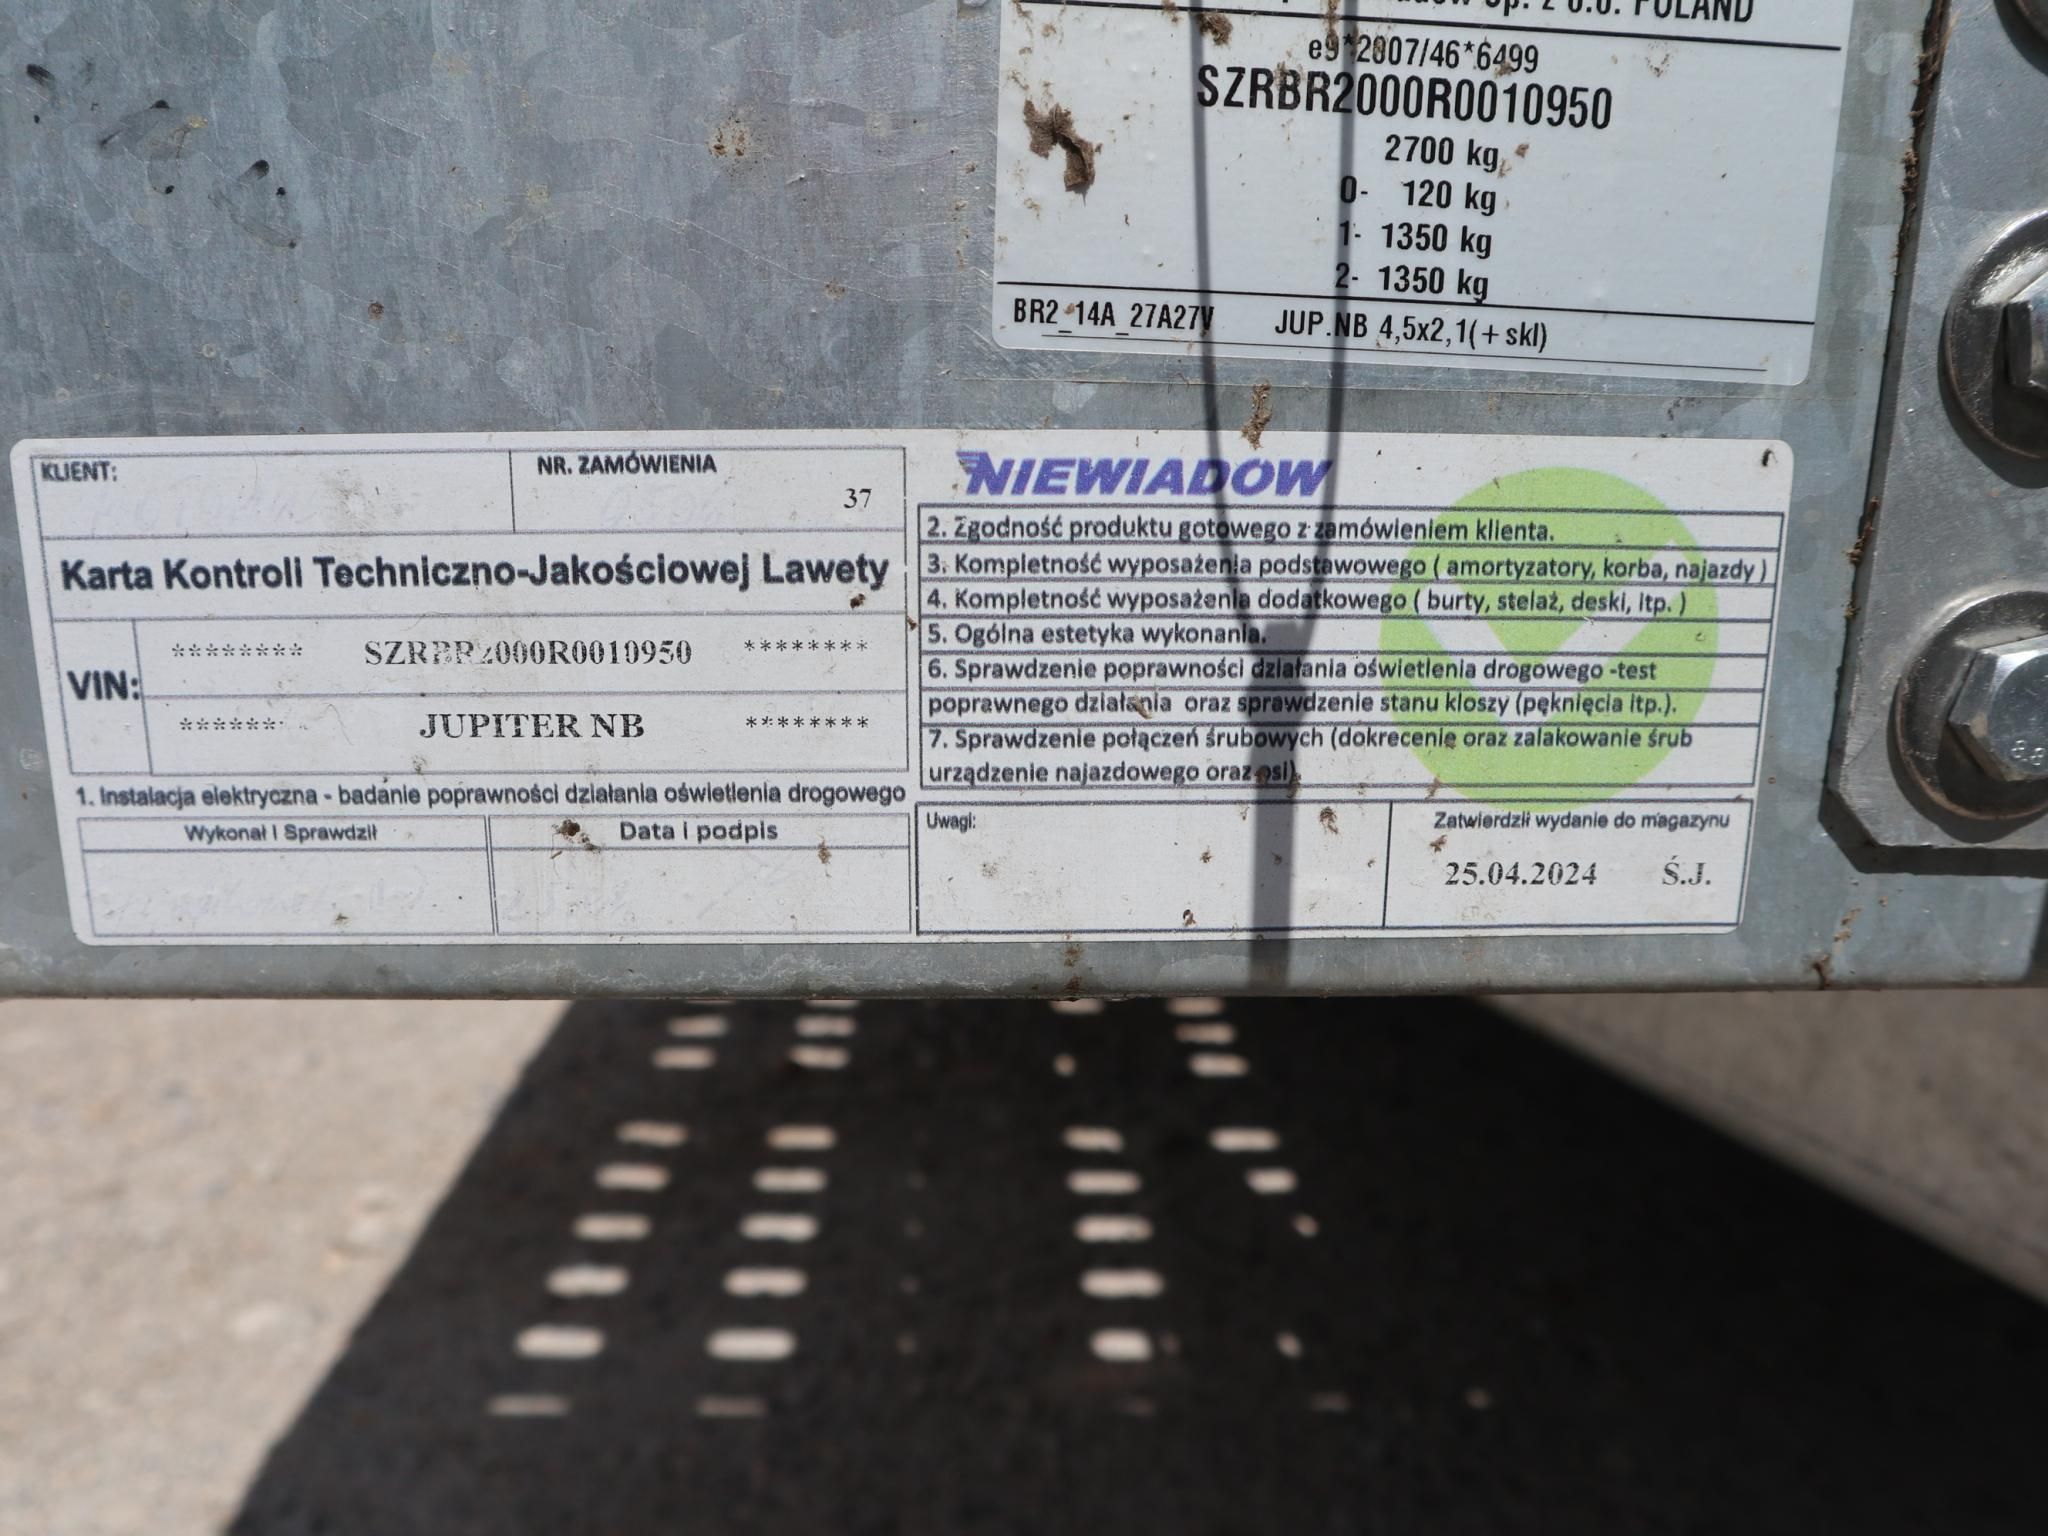 Sp. z o.o. POLAND
e9*2007/46*6499
SZRBR2000R0010950
2700 kg
0- 120 kg
1- 1350 kg
2- 1350 kg
BR2_14A_27A27V JUP.NB 4,5x2,1(+skl)
KLIENT:
NR. ZAMÓWIENIA
37
Karta Kontroli Techniczno-Jakościowej Lawety
VIN:
******** SZRBR2000R0010950 ********
****** JUPITER NB ********
1. Instalacja elektryczna - badanie poprawności działania oświetlenia drogowego
Wykonał i Sprawdził
Data i podpis
NIEWIADÓW
2. Zgodność produktu gotowego z zamówieniem klienta.
3. Kompletność wyposażenia podstawowego ( amortyzatory, korba, najazdy )
4. Kompletność wyposażenia dodatkowego ( burty, stelaż, deski, itp. )
5. Ogólna estetyka wykonania.
6. Sprawdzenie poprawności działania oświetlenia drogowego -test
poprawnego działania oraz sprawdzenie stanu kloszy (pęknięcia itp.).
7. Sprawdzenie połączeń śrubowych (dokrecenie oraz zalakowanie śrub
urządzenie najazdowego oraz osi).
Uwagi:
Zatwierdził wydanie do magazynu
25.04.2024 Ś.J.
8.8